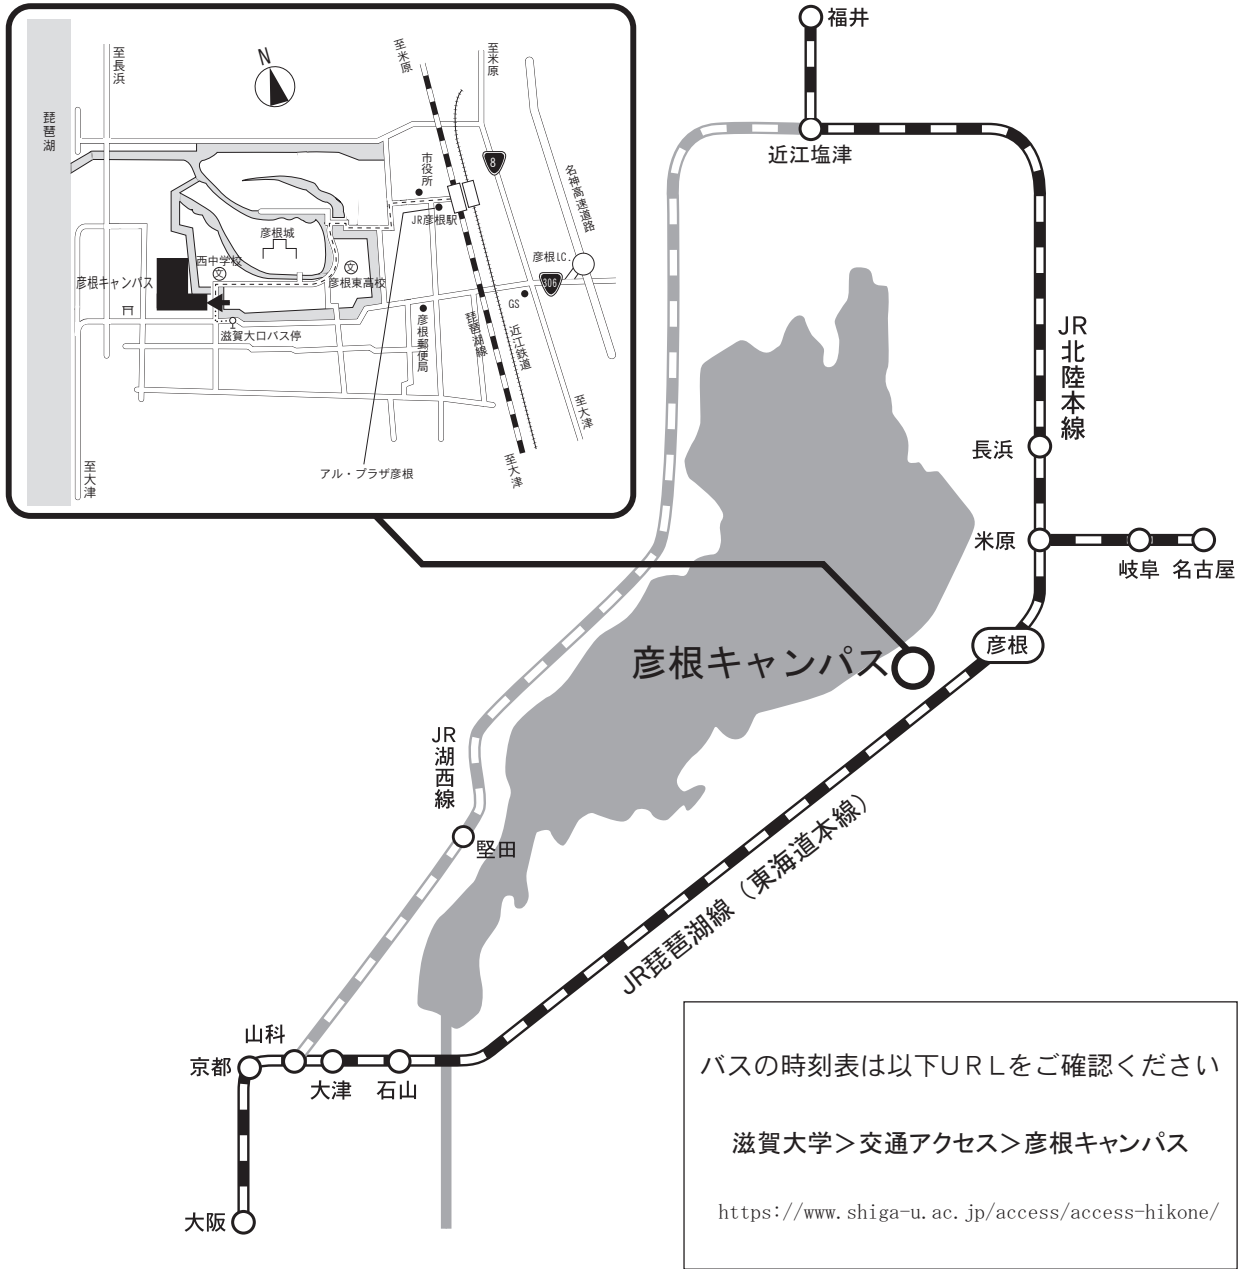 福井
近江塩津
JR北陸本線
長浜
米原
岐阜
名古屋
彦根
彦根キャンパス
JR湖西線
堅田
JR琵琶湖線（東海道本線）
山科
京都
大津
石山
大阪
N
至長浜
琵琶湖
至米原
至米原
8
市役所
名神高速道路
JR彦根駅
彦根城
西中学校
文
文
彦根東高校
彦根I.C.
306
彦根キャンパス
GS
滋賀大口バス停
彦根郵便局
琵琶湖線
近江鉄道
至大津
至大津
至大津
アル・プラザ彦根
バスの時刻表は以下URLをご確認ください
滋賀大学＞交通アクセス＞彦根キャンパス
https://www.shiga-u.ac.jp/access/access-hikone/